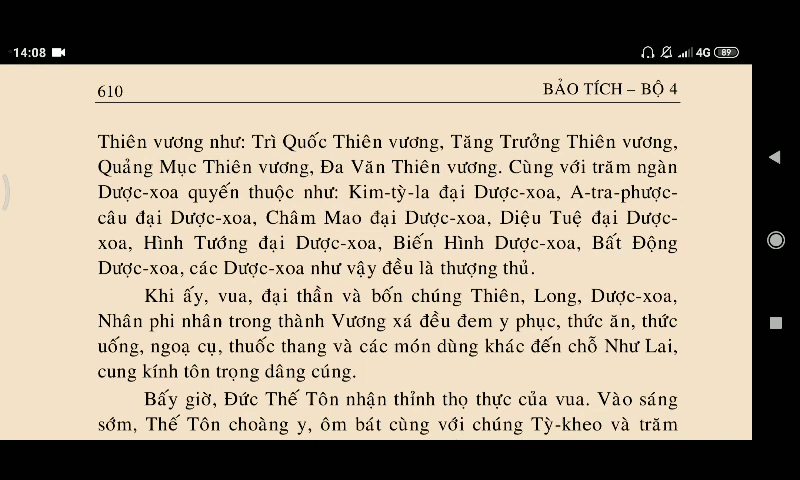 14:08
4G 89
610 BẢO TÍCH – BỘ 4
Thiên vương như: Trì Quốc Thiên vương, Tăng Trưởng Thiên vương,
Quảng Mục Thiên vương, Đa Văn Thiên vương. Cùng với trăm ngàn
Dược-xoa quyến thuộc như: Kim-tỳ-la đại Dược-xoa, A-tra-phược-
câu đại Dược-xoa, Châm Mao đại Dược-xoa, Diệu Tuệ đại Dược-
xoa, Hình Tướng đại Dược-xoa, Biến Hình Dược-xoa, Bất Động
Dược-xoa, các Dược-xoa như vậy đều là thượng thủ.
Khi ấy, vua, đại thần và bốn chúng Thiên, Long, Dược-xoa,
Nhân phi nhân trong thành Vương xá đều đem y phục, thức ăn, thức
uống, ngoạ cụ, thuốc thang và các món dùng khác đến chỗ Như Lai,
cung kính tôn trọng dâng cúng.
Bấy giờ, Đức Thế Tôn nhận thỉnh thọ thực của vua. Vào sáng
sớm, Thế Tôn choàng y, ôm bát cùng với chúng Tỳ-kheo và trăm